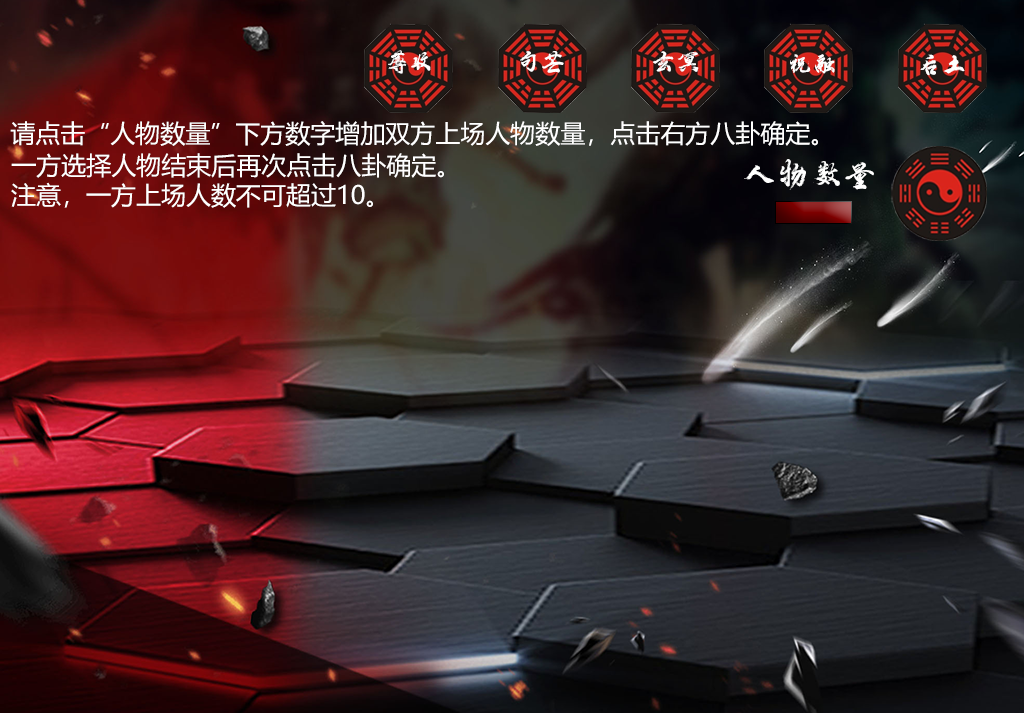 蓐收 句芒 玄冥 祝融 后土
请点击“人物数量”下方数字增加双方上场人物数量，点击右方八卦确定。
一方选择人物结束后再次点击八卦确定。
注意，一方上场人数不可超过10。
人物数量